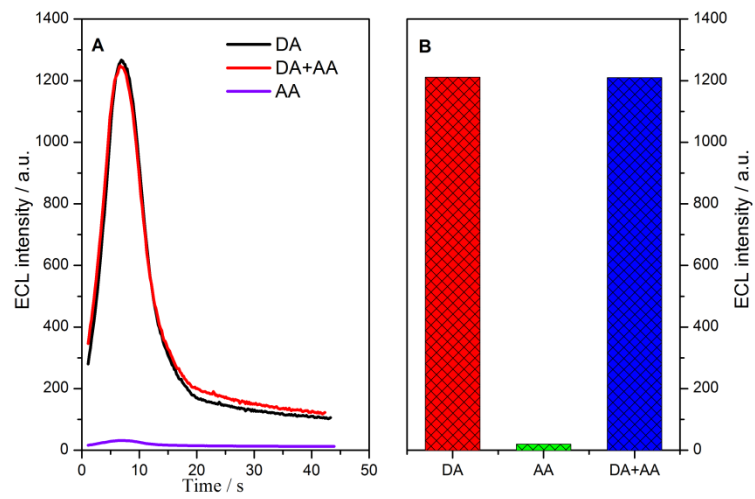 A
B
DA
DA+AA
AA
ECL intensity / a.u.
1400
1200
1000
800
600
400
200
0
0 10 20 30 40 50
Time / s
1400
1200
1000
800
600
400
200
0
ECL intensity / a.u.
DA AA DA+AA